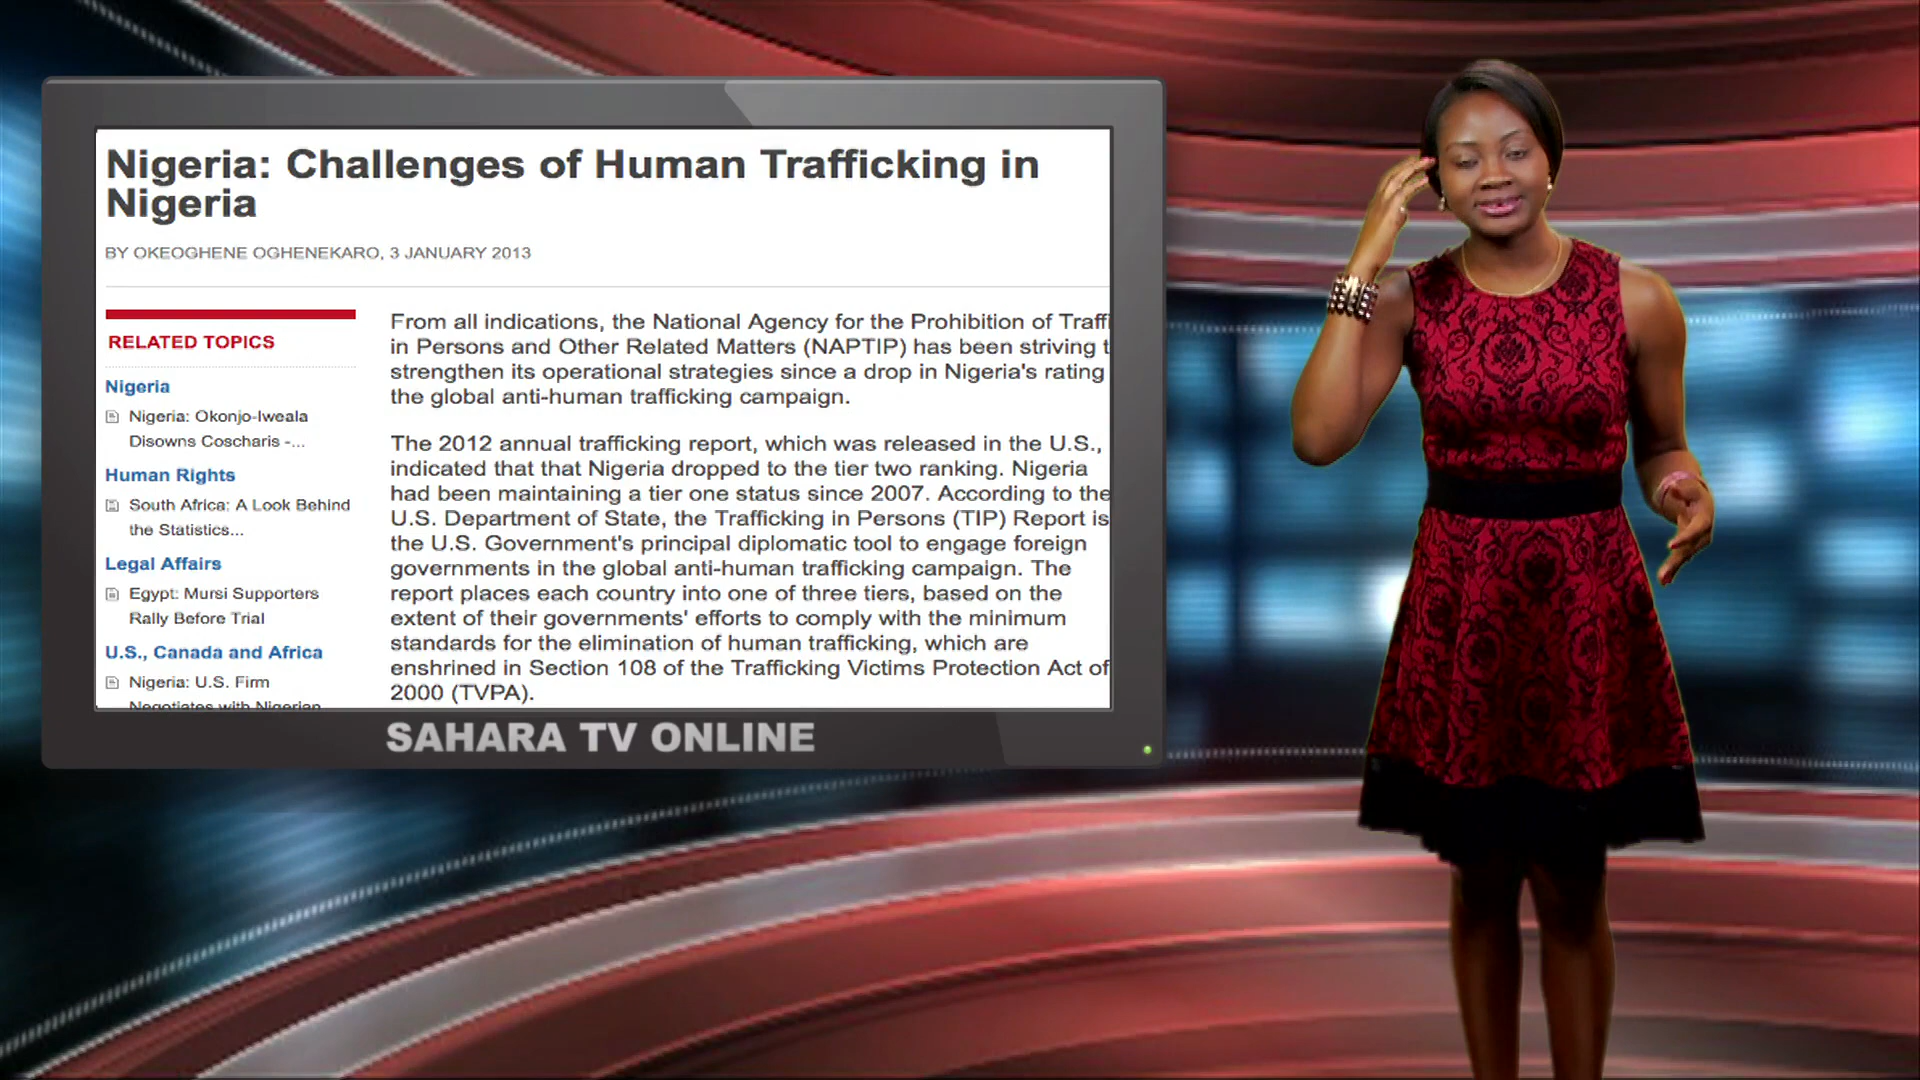 Nigeria: Challenges of Human Trafficking in
Nigeria
BY OKEOGHENE OGHENEKARO, 3 JANUARY 2013
RELATED TOPICS
Nigeria
Nigeria: Okonjo-Iweala
Disowns Coscharis -...
Human Rights
South Africa: A Look Behind
the Statistics...
Legal Affairs
Egypt: Mursi Supporters
Rally Before Trial
U.S., Canada and Africa
Nigeria: U.S. Firm
Negotiates with Nigerian
From all indications, the National Agency for the Prohibition of Traffi
in Persons and Other Related Matters (NAPTIP) has been striving t
strengthen its operational strategies since a drop in Nigeria's rating
the global anti-human trafficking campaign.
The 2012 annual trafficking report, which was released in the U.S.,
indicated that that Nigeria dropped to the tier two ranking. Nigeria
had been maintaining a tier one status since 2007. According to the
U.S. Department of State, the Trafficking in Persons (TIP) Report is
the U.S. Government's principal diplomatic tool to engage foreign
governments in the global anti-human trafficking campaign. The
report places each country into one of three tiers, based on the
extent of their governments' efforts to comply with the minimum
standards for the elimination of human trafficking, which are
enshrined in Section 108 of the Trafficking Victims Protection Act of
2000 (TVPA).
SAHARA TV ONLINE